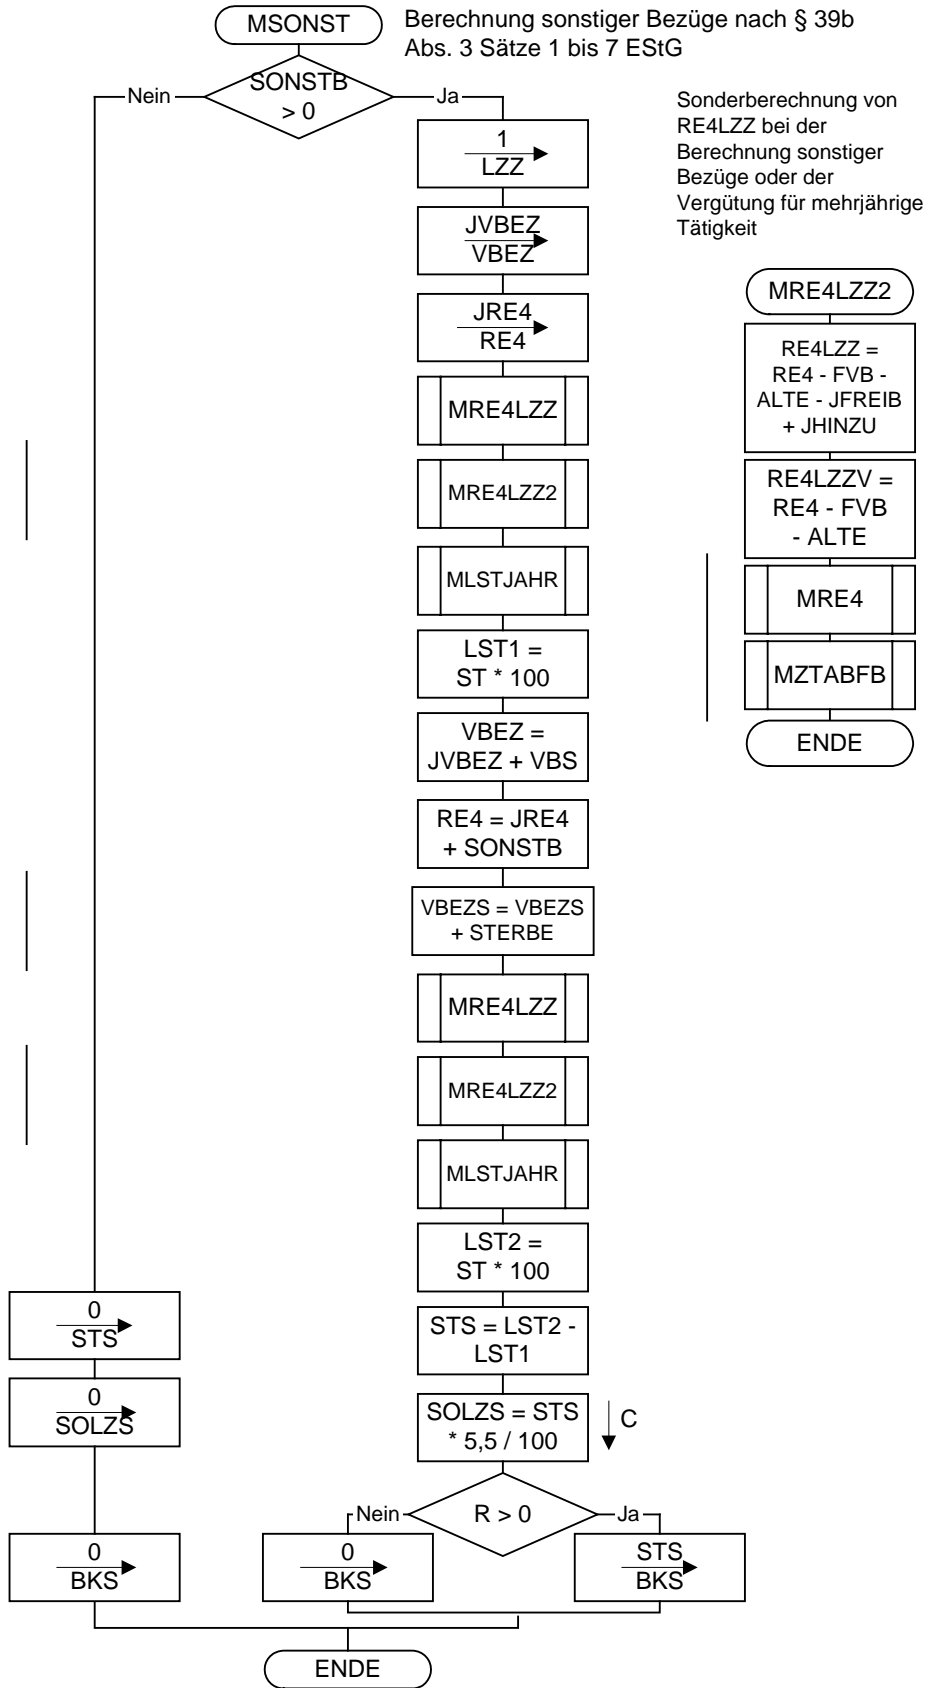 MSONST
Berechnung sonstiger Bezüge nach § 39b
Abs. 3 Sätze 1 bis 7 EStG
SONSTB
> 0
Nein
Ja
1
LZZ
JVBEZ
VBEZ
JRE4
RE4
MRE4LZZ
MRE4LZZ2
MLSTJAHR
LST1 =
ST * 100
VBEZ =
JVBEZ + VBS
RE4 = JRE4
+ SONSTB
VBEZS = VBEZS
+ STERBE
MRE4LZZ
MRE4LZZ2
MLSTJAHR
LST2 =
ST * 100
STS = LST2 -
LST1
SOLZS = STS
* 5,5 / 100
C
R > 0
Nein
Ja
0
BKS
STS
BKS
0
STS
0
SOLZS
0
BKS
ENDE
Sonderberechnung von
RE4LZZ bei der
Berechnung sonstiger
Bezüge oder der
Vergütung für mehrjährige
Tätigkeit
MRE4LZZ2
RE4LZZ =
RE4 - FVB -
ALTE - JFREIB
+ JHINZU
RE4LZZV =
RE4 - FVB
- ALTE
MRE4
MZTABFB
ENDE